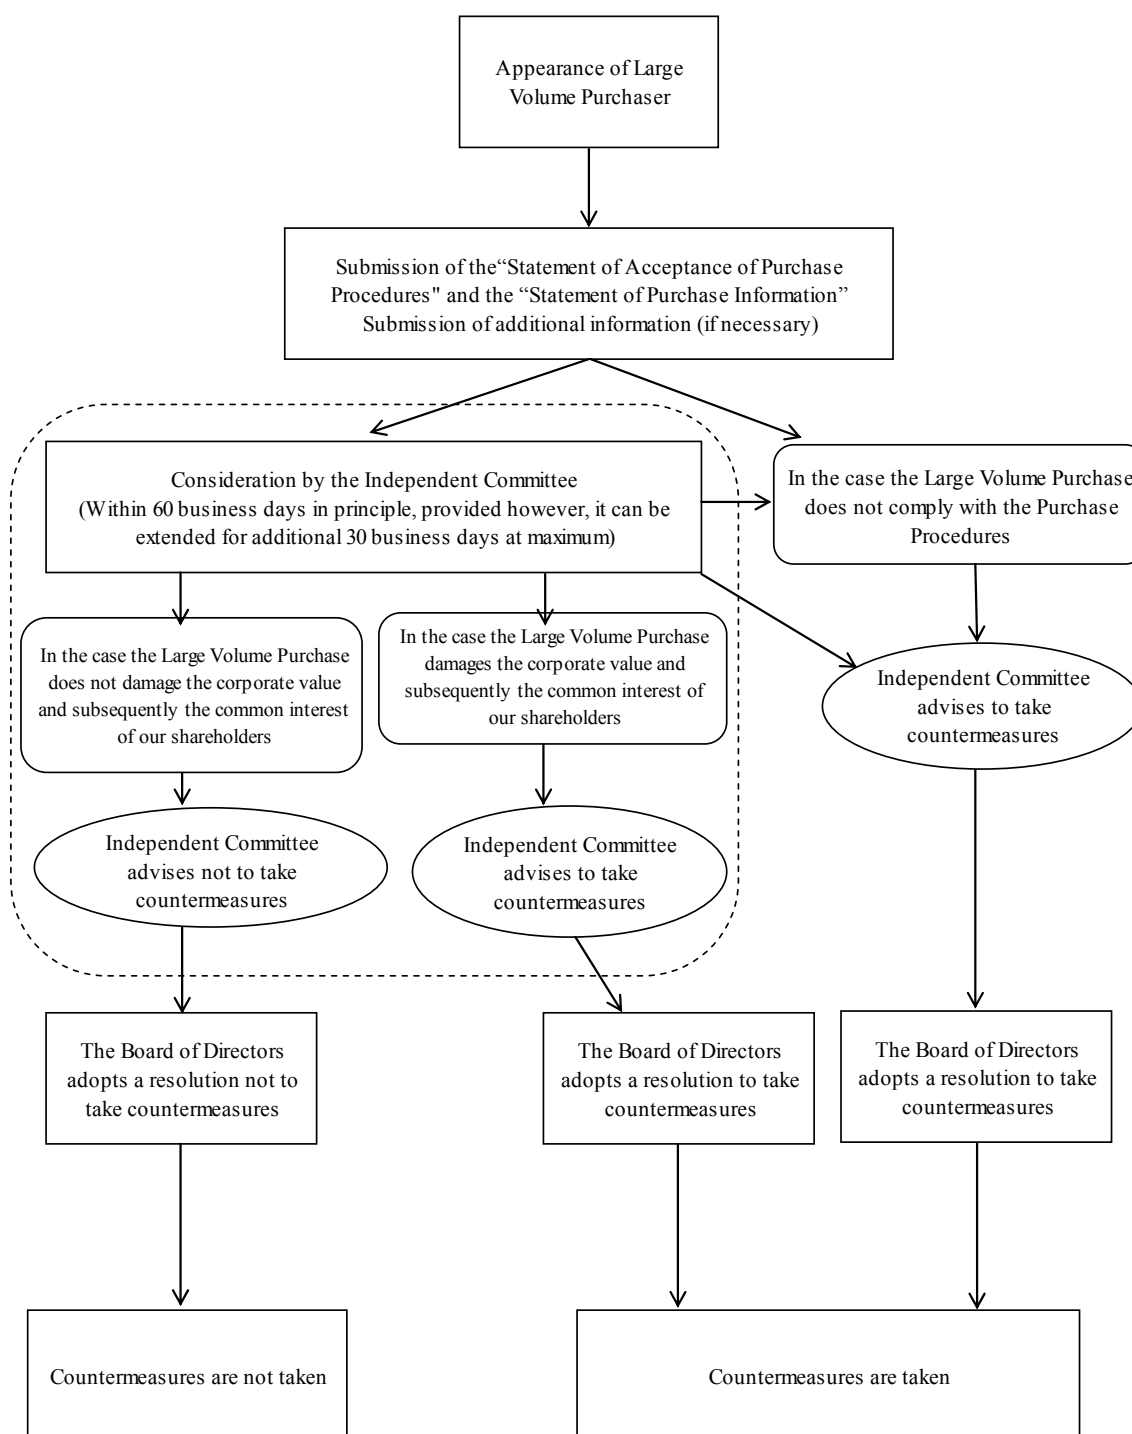 Appearance of Large
Volume Purchaser
Submission of the“Statement of Acceptance of Purchase
Procedures" and the “Statement of Purchase Information”
Submission of additional information (if necessary)
Consideration by the Independent Committee
(Within 60 business days in principle, provided however, it can be
extended for additional 30 business days at maximum)
In the case the Large Volume Purchase
does not comply with the Purchase
Procedures
In the case the Large Volume Purchase
does not damage the corporate value
and subsequently the common interest
of our shareholders
In the case the Large Volume Purchase
damages the corporate value and
subsequently the common interest of
our shareholders
Independent Committee
advises to take
countermeasures
Independent Committee
advises not to take
countermeasures
Independent Committee
advises to take
countermeasures
The Board of Directors
adopts a resolution not to
take countermeasures
The Board of Directors
adopts a resolution to take
countermeasures
The Board of Directors
adopts a resolution to take
countermeasures
Countermeasures are not taken
Countermeasures are taken